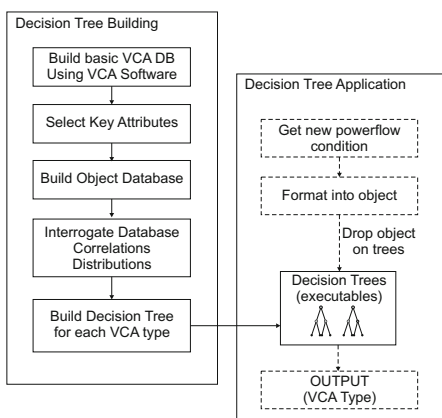 Decision Tree Building
Build basic VCA DB
Using VCA Software
Select Key Attributes
Build Object Database
Interrogate Database
Correlations
Distributions
Build Decision Tree
for each VCA type
Decision Tree Application
Get new powerflow
condition
Format into object
Drop object
on trees
Decision Trees
(executables)
OUTPUT
(VCA Type)